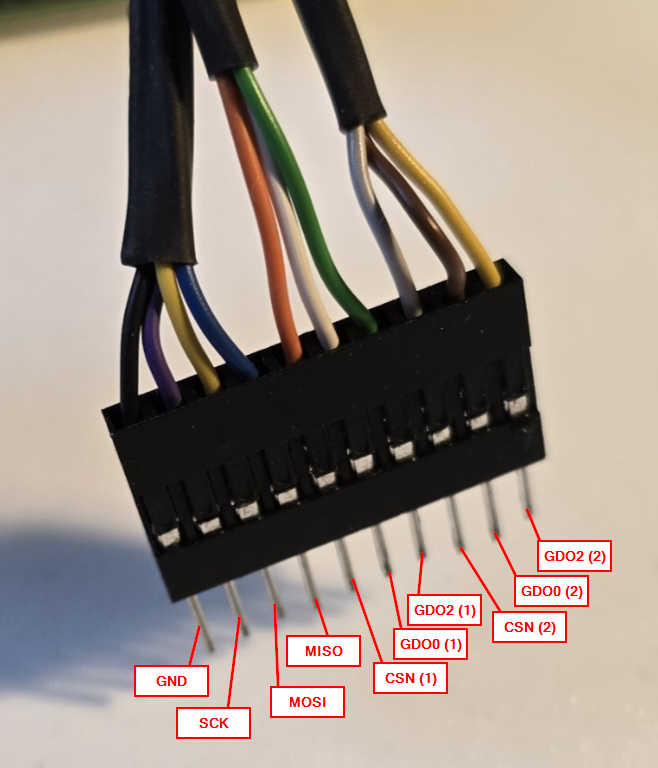 GDO2 (2)
GDO0 (2)
GDO2 (1)
CSN (2)
GDO0 (1)
MISO
CSN (1)
GND
MOSI
SCK